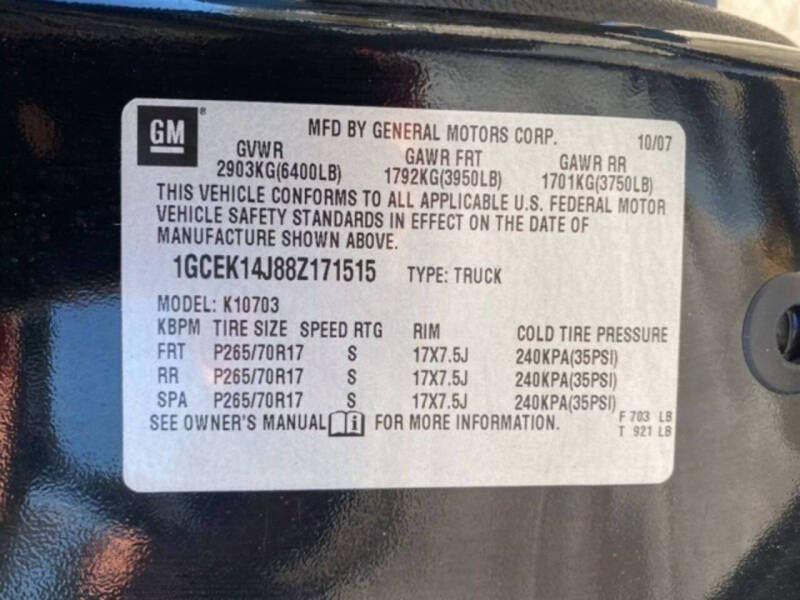 GM®
MFD BY GENERAL MOTORS CORP. 10/07
GVWR GAWR FRT GAWR RR
2903KG(6400LB) 1792KG(3950LB) 1701KG(3750LB)
THIS VEHICLE CONFORMS TO ALL APPLICABLE U.S. FEDERAL MOTOR
VEHICLE SAFETY STANDARDS IN EFFECT ON THE DATE OF
MANUFACTURE SHOWN ABOVE.
1GCEK14J88Z171515 TYPE: TRUCK
MODEL: K10703
KBPM TIRE SIZE SPEED RTG RIM COLD TIRE PRESSURE
FRT P265/70R17 S 17X7.5J 240KPA(35PSI)
RR P265/70R17 S 17X7.5J 240KPA(35PSI)
SPA P265/70R17 S 17X7.5J 240KPA(35PSI)
SEE OWNER'S MANUAL i FOR MORE INFORMATION.
F 703 LB
T 921 LB